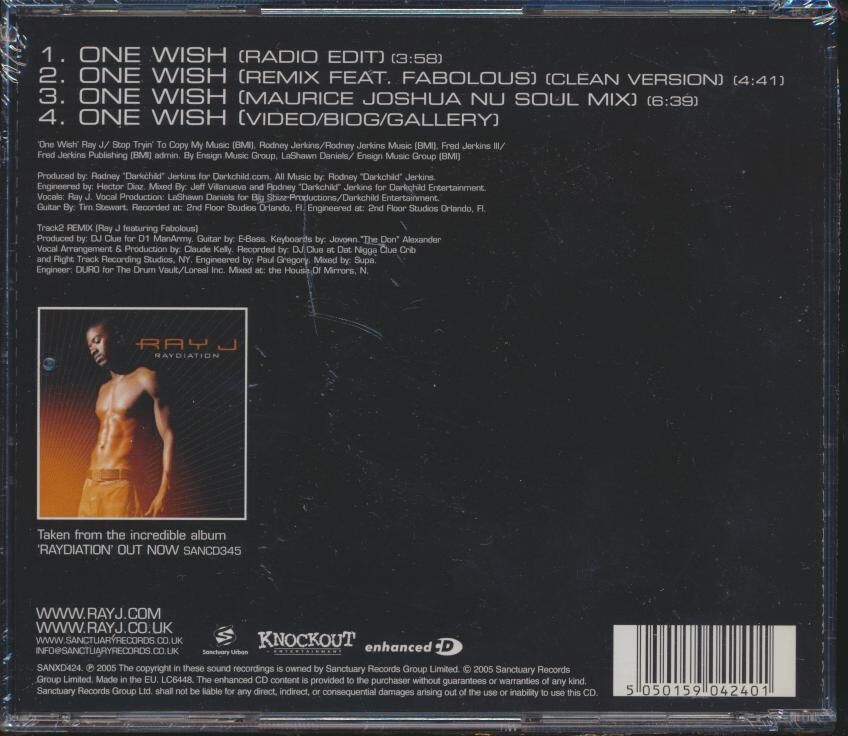 1. ONE WISH (RADIO EDIT) (3:58)
2. ONE WISH (REMIX FEAT. FABOLOUS) (CLEAN VERSION) (4:41)
3. ONE WISH (MAURICE JOSHUA NU SOUL MIX) (6:39)
4. ONE WISH (VIDEO/BIOG/GALLERY)
'One Wish' Ray J/ Stop Tryin' To Copy My Music (BMI), Rodney Jerkins/Rodney Jerkins Music (BMI), Fred Jerkins III/
Fred Jerkins Publishing (BMI) admin. By Ensign Music Group, LaShawn Daniels/ Ensign Music Group (BMI)
Produced by: Rodney "Darkchild" Jerkins for Darkchild.com. All Music by: Rodney "Darkchild" Jerkins.
Engineered by: Hector Diaz. Mixed By: Jeff Villanueva and Rodney "Darkchild" Jerkins for Darkchild Entertainment.
Vocals: Ray J. Vocal Production: LaShawn Daniels for Big Shizz Productions/Darkchild Entertainment.
Guitar By: Tim Stewart. Recorded at: 2nd Floor Studios Orlando, Fl. Engineered at: 2nd Floor Studios Orlando, Fl.
Track2 REMIX (Ray J featuring Fabolous)
Produced by: DJ Clue for D1 ManArmy. Guitar by: E-Bass. Keyboards by: Jovonn "The Don" Alexander
Vocal Arrangement & Production by: Claude Kelly. Recorded by: DJ Clue at Dat Nigga Clue Crib
and Right Track Recording Studios, NY. Engineered by: Paul Gregory. Mixed by: Supa.
Engineer: DURO for The Drum Vault/Loreal Inc. Mixed at: the House Of Mirrors, N.
RAY J
RAYDIATION
Taken from the incredible album
'RAYDIATION' OUT NOW SANCD345
WWW.RAYJ.COM
WWW.RAYJ.CO.UK
WWW.SANCTUARYRECORDS.CO.UK
INFO@SANCTUARYRECORDS.CO.UK
Sanctuary Urban
KNOCKOUT
ENTERTAINMENT
enhanced CD
SANXD424. ℗ 2005 The copyright in these sound recordings is owned by Sanctuary Records Group Limited. © 2005 Sanctuary Records
Group Limited. Made in the EU. LC6448. The enhanced CD content is provided to the purchaser without guarantees or warranties of any kind.
Sanctuary Records Group Ltd. shall not be liable for any direct, indirect, or consequential damages arising out of the use or inability to use this CD.
5 050159 042401